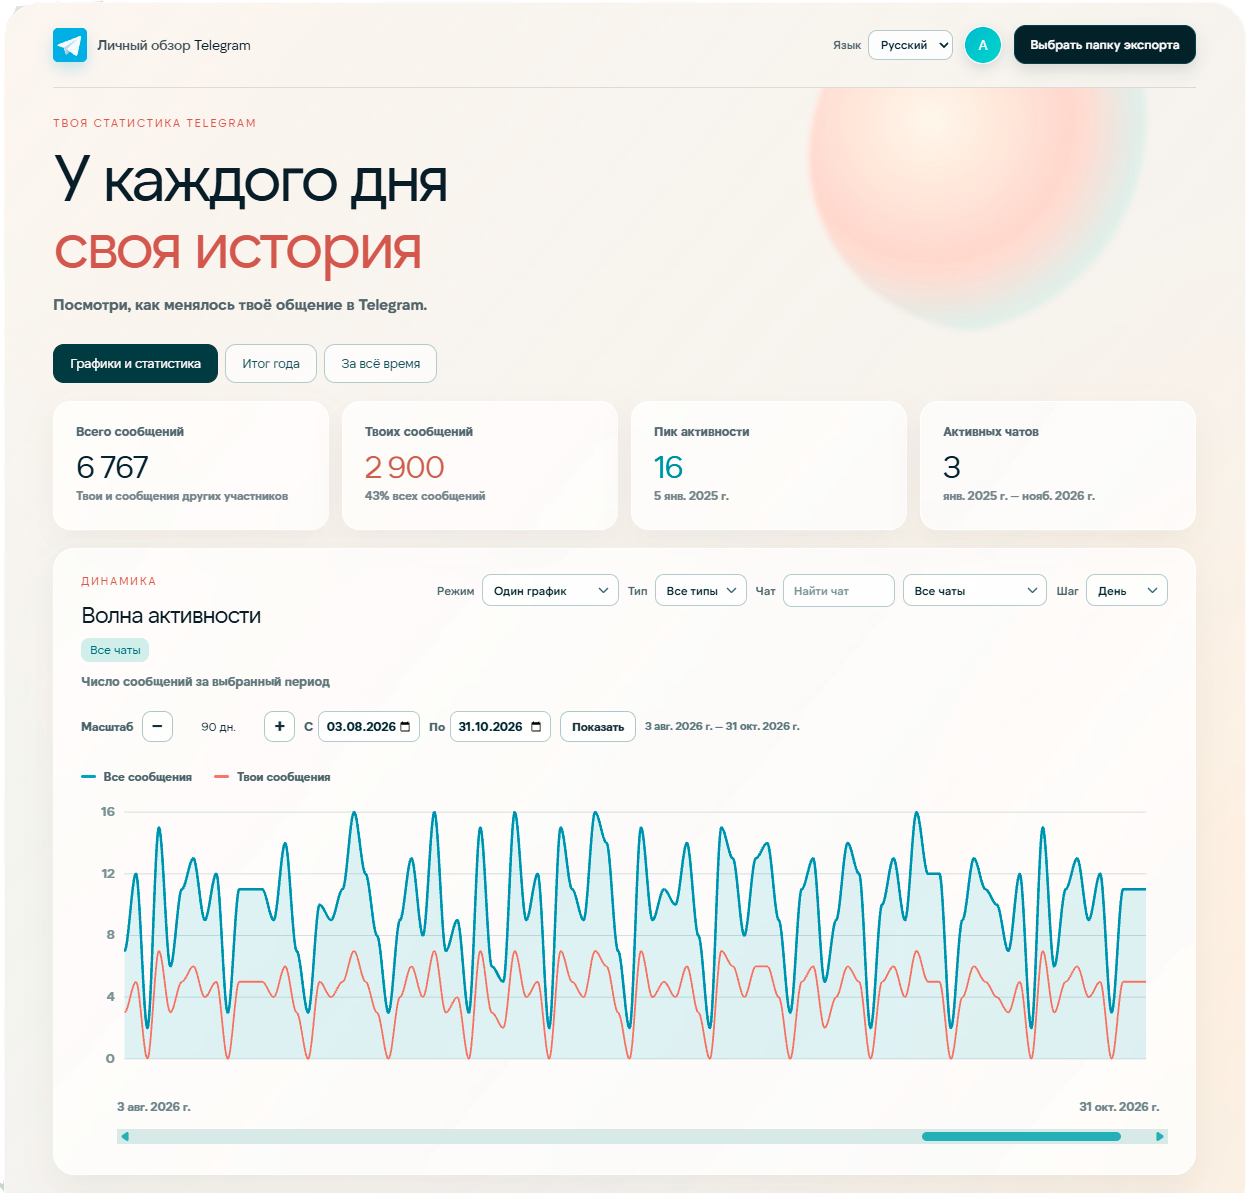 Личный обзор Telegram
Язык Русский А Выбрать папку экспорта
ТВОЯ СТАТИСТИКА TELEGRAM
У каждого дня
своя история
Посмотри, как менялось твоё общение в Telegram.
Графики и статистика Итог года За всё время
Всего сообщений
6 767
Твои и сообщения других участников
Твоих сообщений
2 900
43% всех сообщений
Пик активности
16
5 янв. 2025 г.
Активных чатов
3
янв. 2025 г. — нояб. 2026 г.
ДИНАМИКА
Режим Один график Тип Все типы Чат Найти чат Все чаты Шаг День
Волна активности
Все чаты
Число сообщений за выбранный период
Масштаб − 90 дн. + С 03.08.2026 По 31.10.2026 Показать 3 авг. 2026 г. — 31 окт. 2026 г.
Все сообщения Твои сообщения
16
12
8
4
0
3 авг. 2026 г. 31 окт. 2026 г.